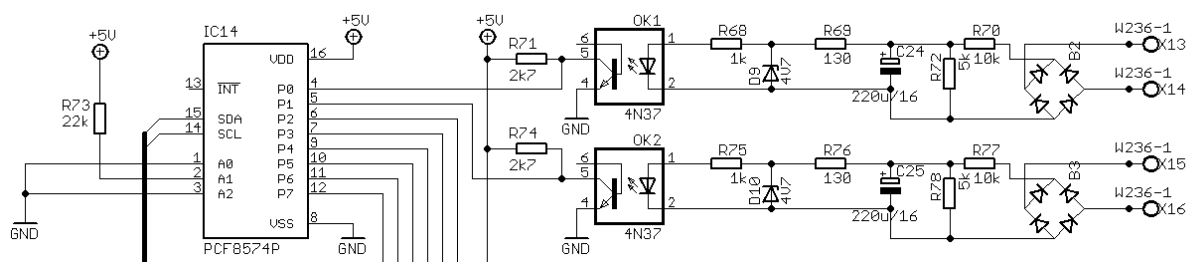 +5V
+5V
+5V
IC14
PCF8574P
VDD
16
13
INT
P0
4
P1
5
P2
6
P3
7
P4
9
P5
10
P6
11
P7
12
VSS
8
SDA
15
SCL
14
A0
1
A1
2
A2
3
R73
22k
GND
GND
R71
2k7
OK1
6
5
4
1
2
4N37
GND
R68
1k
D9
4V7
R69
130
C24
+
220u/16
R72
5k
R70
10k
B2
W236-1
X13
W236-1
X14
R74
2k7
OK2
6
5
4
1
2
4N37
GND
R75
1k
D10
4V7
R76
130
C25
+
220u/16
R78
5k
R77
10k
B3
W236-1
X15
W236-1
X16